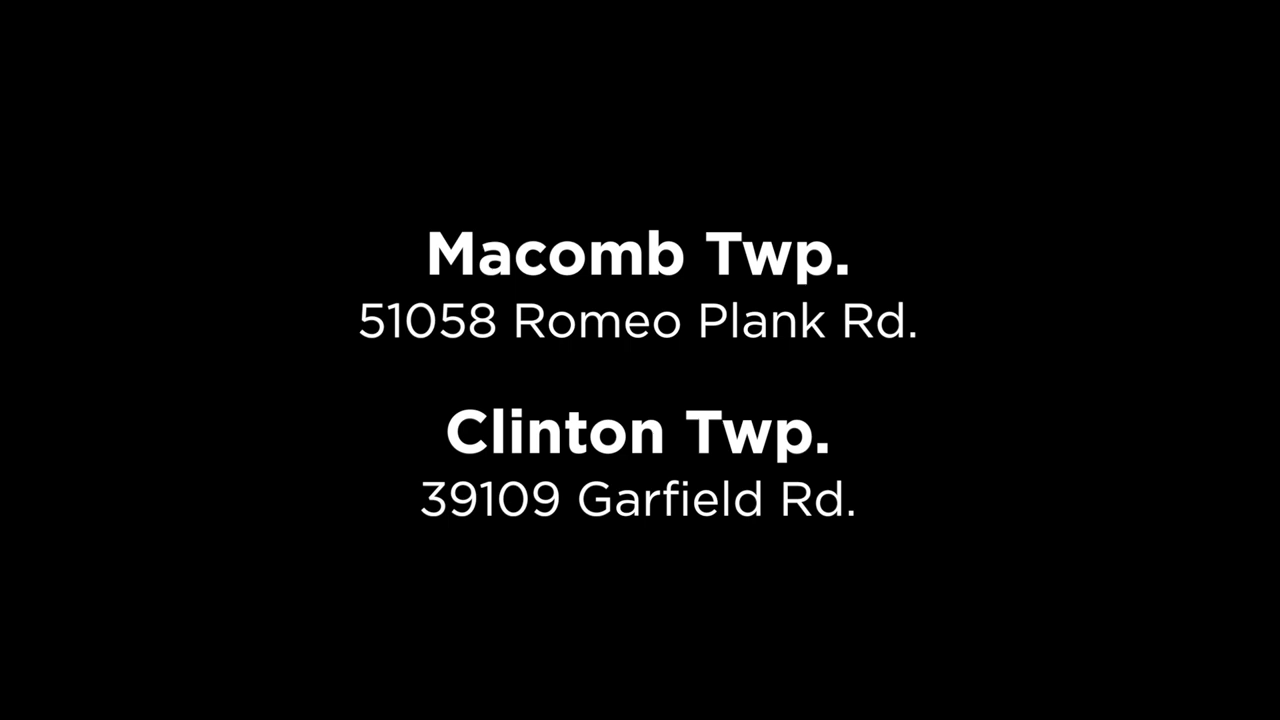 Macomb Twp.
51058 Romeo Plank Rd.
Clinton Twp.
39109 Garfield Rd.